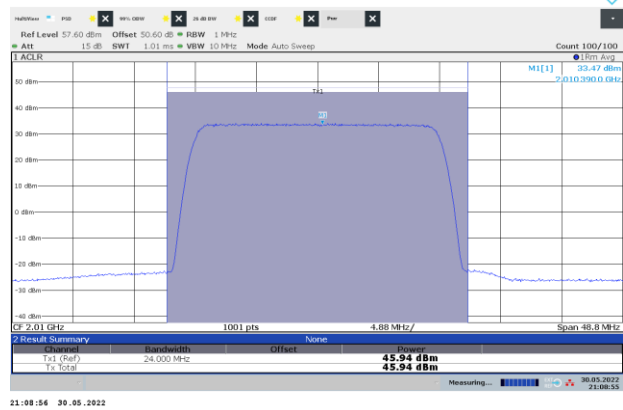 MultiView PSD X 99% OBW X 26 dB BW X CCDF X Pwr X
Ref Level 57.60 dBm Offset 50.60 dB RBW 1 MHz
Att 15 dB SWT 1.01 ms VBW 10 MHz Mode Auto Sweep Count 100/100
1 ACLR 1Rm Avg
M1[1] 33.47 dBm
2.0103900 GHz
50 dBm
Tx1
40 dBm
M1
30 dBm
20 dBm
10 dBm
0 dBm
-10 dBm
-20 dBm
-30 dBm
-40 dBm
CF 2.01 GHz 1001 pts 4.88 MHz/ Span 48.8 MHz
2 Result Summary None
Channel Bandwidth Offset Power
Tx1 (Ref) 24.000 MHz 45.94 dBm
Tx Total 45.94 dBm
Measuring... 30.05.2022
21:08:55
21:08:56 30.05.2022